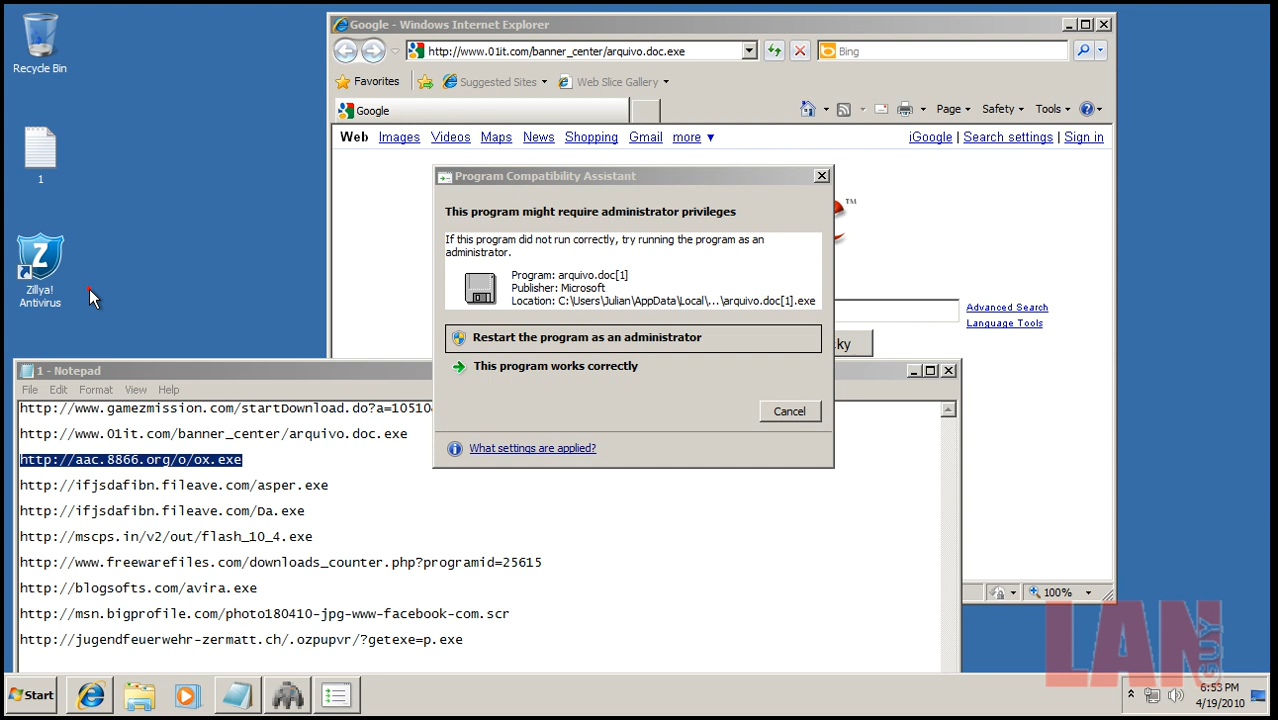 Recycle Bin
1
Zillya!
Antivirus
Google - Windows Internet Explorer
http://www.01it.com/banner_center/arquivo.doc.exe
Bing
Favorites
Suggested Sites
Web Slice Gallery
Google
Page
Safety
Tools
Web Images Videos Maps News Shopping Gmail more ▼
iGoogle Search settings Sign in
TM
Advanced Search
Language Tools
cky
100%
Program Compatibility Assistant
This program might require administrator privileges
If this program did not run correctly, try running the program as an
administrator.
Program: arquivo.doc[1]
Publisher: Microsoft
Location: C:\Users\Julian\AppData\Local\...\arquivo.doc[1].exe
Restart the program as an administrator
This program works correctly
Cancel
What settings are applied?
1 - Notepad
File Edit Format View Help
http://www.gamezmission.com/startDownload.do?a=1051
http://www.01it.com/banner_center/arquivo.doc.exe
http://aac.8866.org/o/ox.exe
http://ifjsdafibn.fileave.com/asper.exe
http://ifjsdafibn.fileave.com/Da.exe
http://mscps.in/v2/out/flash_10_4.exe
http://www.freewarefiles.com/downloads_counter.php?programid=25615
http://blogsofts.com/avira.exe
http://msn.bigprofile.com/photo180410-jpg-www-facebook-com.scr
http://jugendfeuerwehr-zermatt.ch/.ozpupvr/?getexe=p.exe
LAN GUY
Start
6:53 PM
4/19/2010